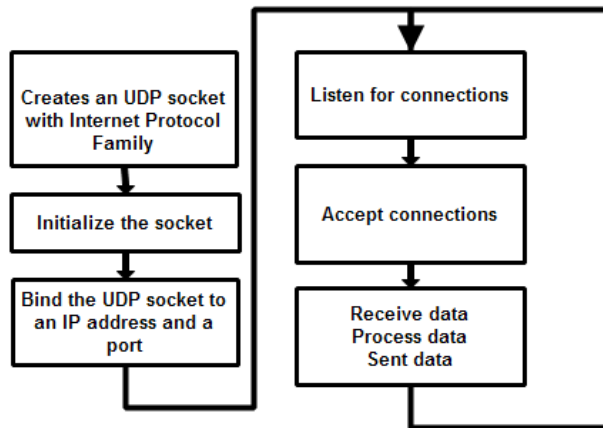 Creates an UDP socket
with Internet Protocol
Family
Initialize the socket
Bind the UDP socket to
an IP address and a
port
Listen for connections
Accept connections
Receive data
Process data
Sent data